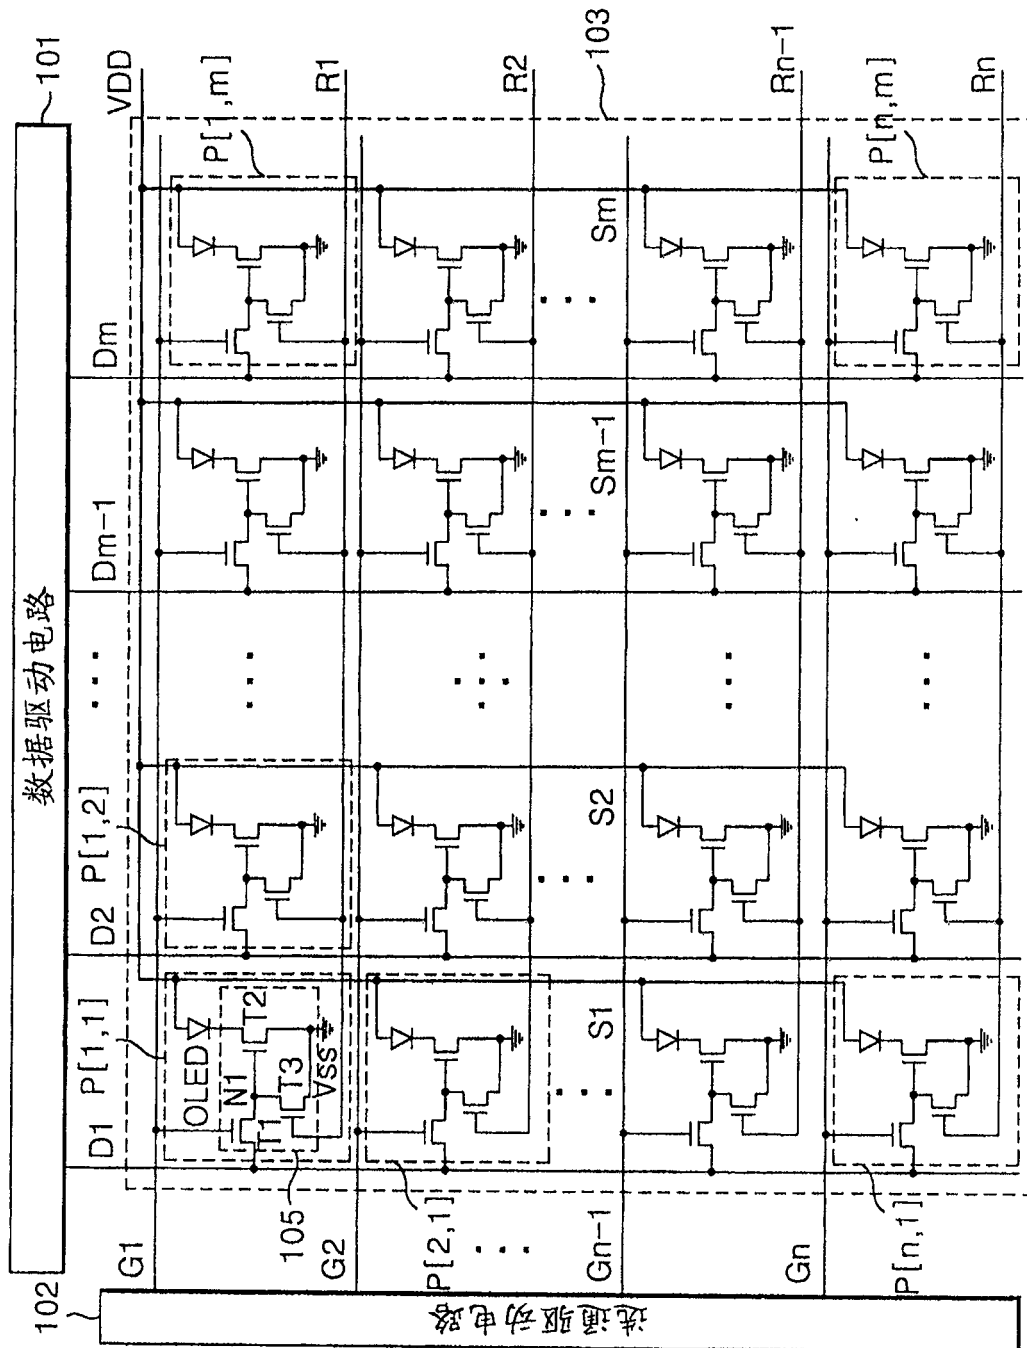 数据驱动电路
101
102
选通驱动电路
103
105
VDD
D1
P[1,1]
D2
P[1,2]
Dm-1
Dm
P[1,m]
G1
OLED
N1
T1
T2
T3
Vss
R1
G2
P[2,1]
R2
S1
S2
Sm-1
Sm
Gn-1
Rn-1
Gn
P[n,1]
P[n,m]
Rn